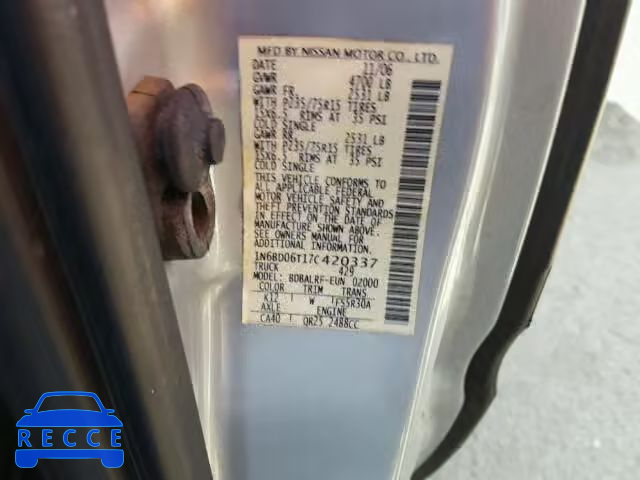 MFD BY NISSAN MOTOR CO., LTD.
DATE 11/06
GVWR 4700 LB
GAWR FR 2531 LB
WITH P235/75R15 TIRES
15X6.5 RIMS AT 35 PSI
COLD SINGLE
GAWR RR 2531 LB
WITH P235/75R15 TIRES
15X6.5 RIMS AT 35 PSI
COLD SINGLE
THIS VEHICLE CONFORMS TO
ALL APPLICABLE FEDERAL
MOTOR VEHICLE SAFETY AND
THEFT PREVENTION STANDARDS
IN EFFECT ON THE DATE OF
MANUFACTURE SHOWN ABOVE.
SEE OWNERS MANUAL FOR
ADDITIONAL INFORMATION.
1N6BD06T17C420337
TRUCK 429
MODEL BDBALRF-EUN 02000
COLOR TRIM TRANS
K12 W FS5R30A
AXLE ENGINE
CA40 QR25 2488CC
RECCE